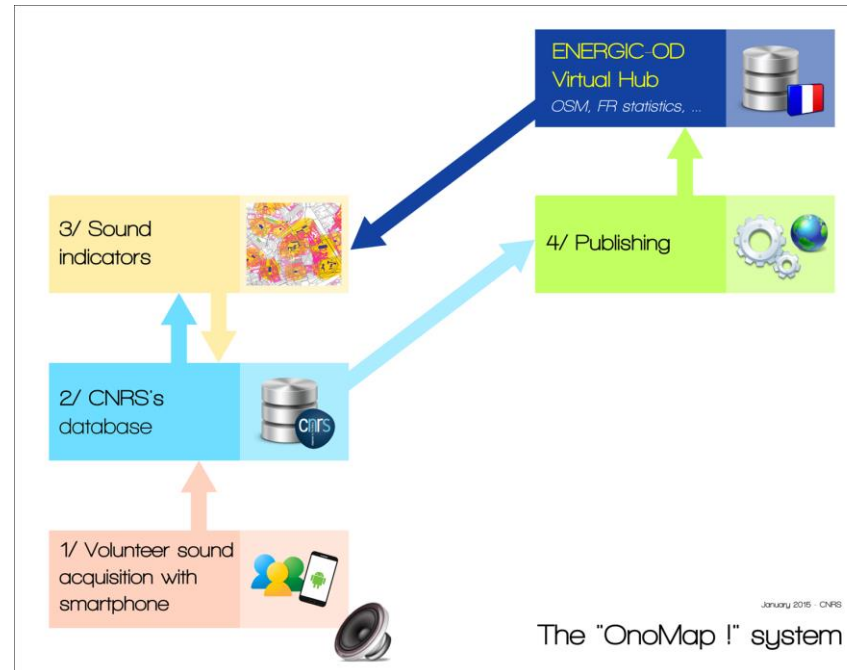 ENERGIC-OD
Virtual Hub
OSM, FR statistics, ...
3/ Sound
indicators
4/ Publishing
2/ CNRS's
database
cnrs
1/ Volunteer sound
acquisition with
smartphone
January 2015 - CNRS
The "OnoMap !" system